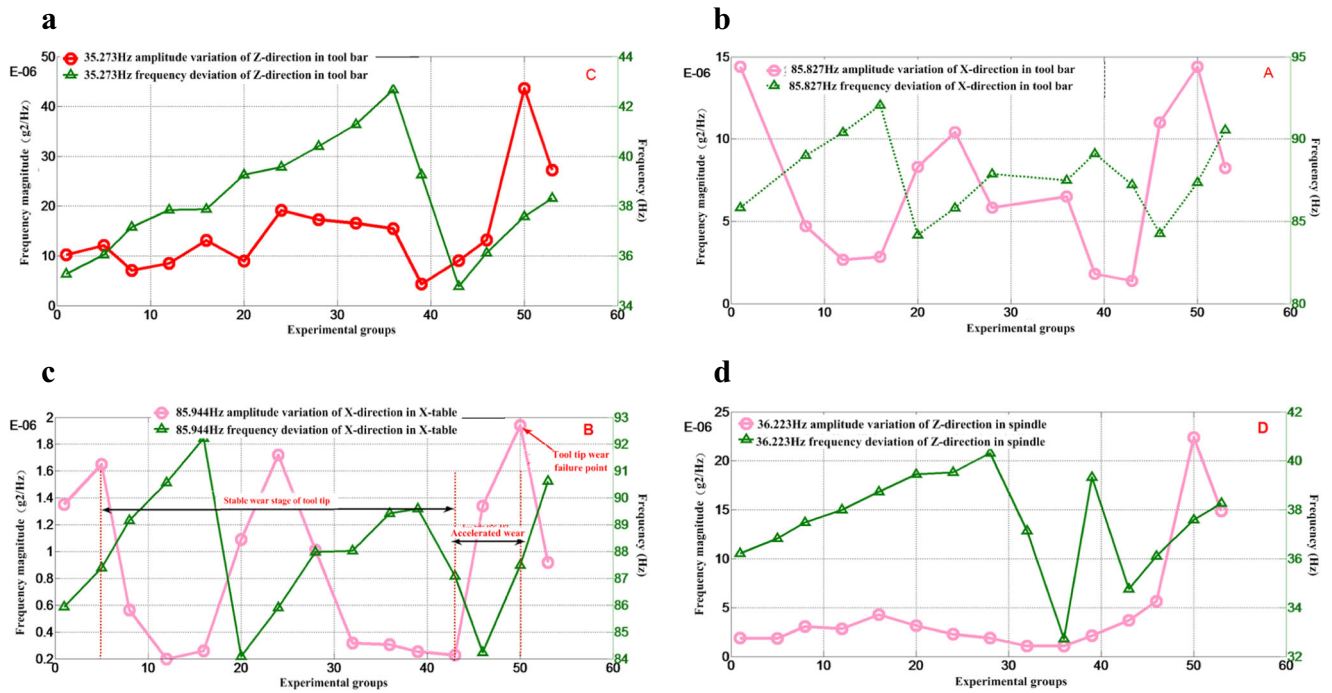 a
50
E-06
40
30
20
10
0
0 10 20 30 40 50 60
44
42
40
38
36
34
35.273Hz amplitude variation of Z-direction in tool bar
35.273Hz frequency deviation of Z-direction in tool bar
C
Frequency magnitude (g2/Hz)
Frequency (Hz)
Experimental groups
b
15
E-06
10
5
0
0 10 20 30 40 50 60
95
90
85
80
85.827Hz amplitude variation of X-direction in tool bar
85.827Hz frequency deviation of X-direction in tool bar
A
Frequency magnitude (g2/Hz)
Frequency (Hz)
Experimental groups
c
2
E-06
1.8
1.6
1.4
1.2
1
0.8
0.6
0.4
0.2
0 10 20 30 40 50 60
93
92
91
90
89
88
87
86
85
84
85.944Hz amplitude variation of X-direction in X-table
85.944Hz frequency deviation of X-direction in X-table
B
Tool tip wear
failure point
Stable wear stage of tool tip
Accelerated wear
Frequency magnitude (g2/Hz)
Frequency (Hz)
Experimental groups
d
25
E-06
20
15
10
5
0
0 10 20 30 40 50 60
42
40
38
36
34
32
36.223Hz amplitude variation of Z-direction in spindle
36.223Hz frequency deviation of Z-direction in spindle
D
Frequency magnitude (g2/Hz)
Frequency (Hz)
Experimental groups